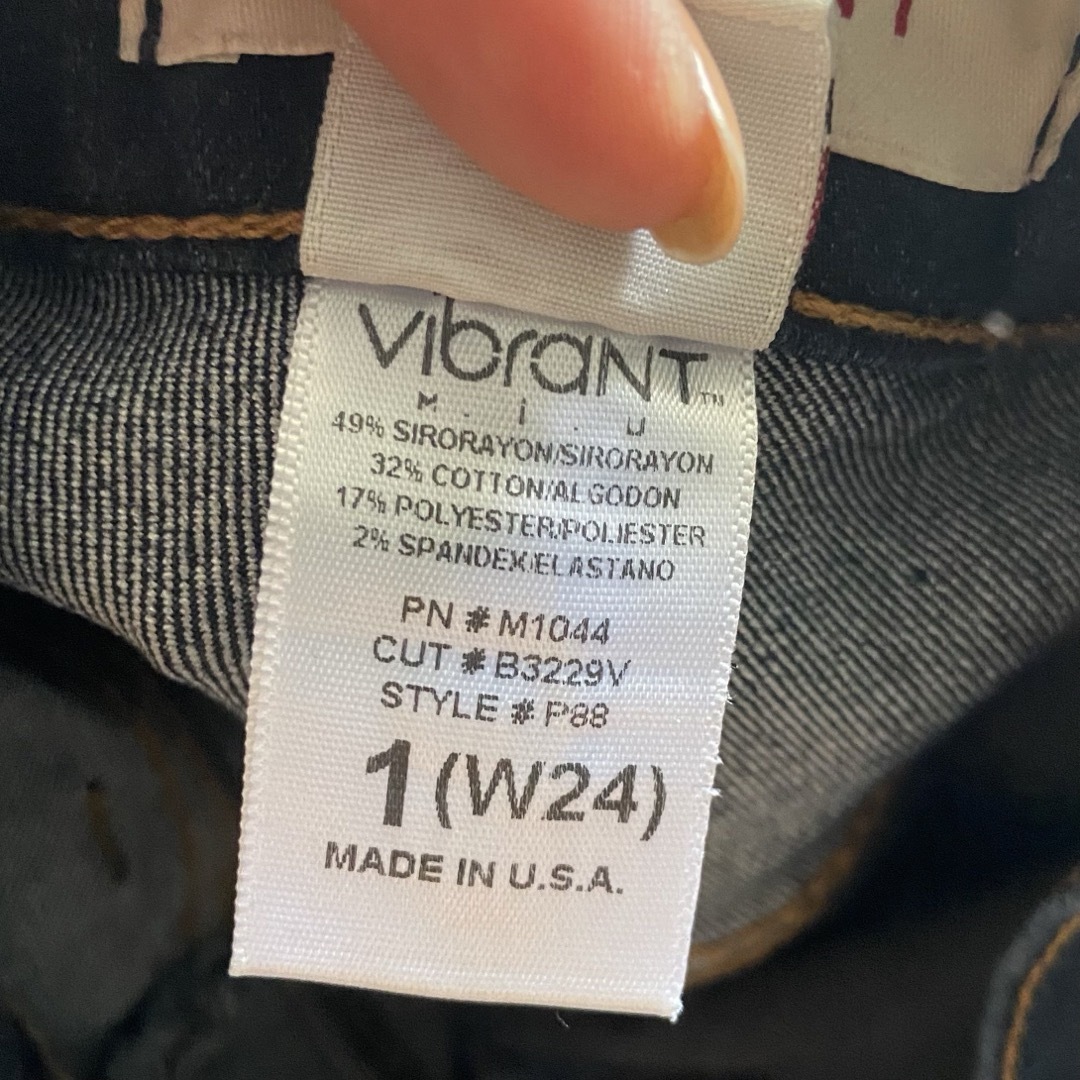 vibraNT™
M . i . U
49% SIRORAYON/SIRORAYON
32% COTTON/ALGODON
17% POLYESTER/POLIESTER
2% SPANDEX/ELASTANO
PN # M1044
CUT # B3229V
STYLE # P88
1 (W24)
MADE IN U.S.A.